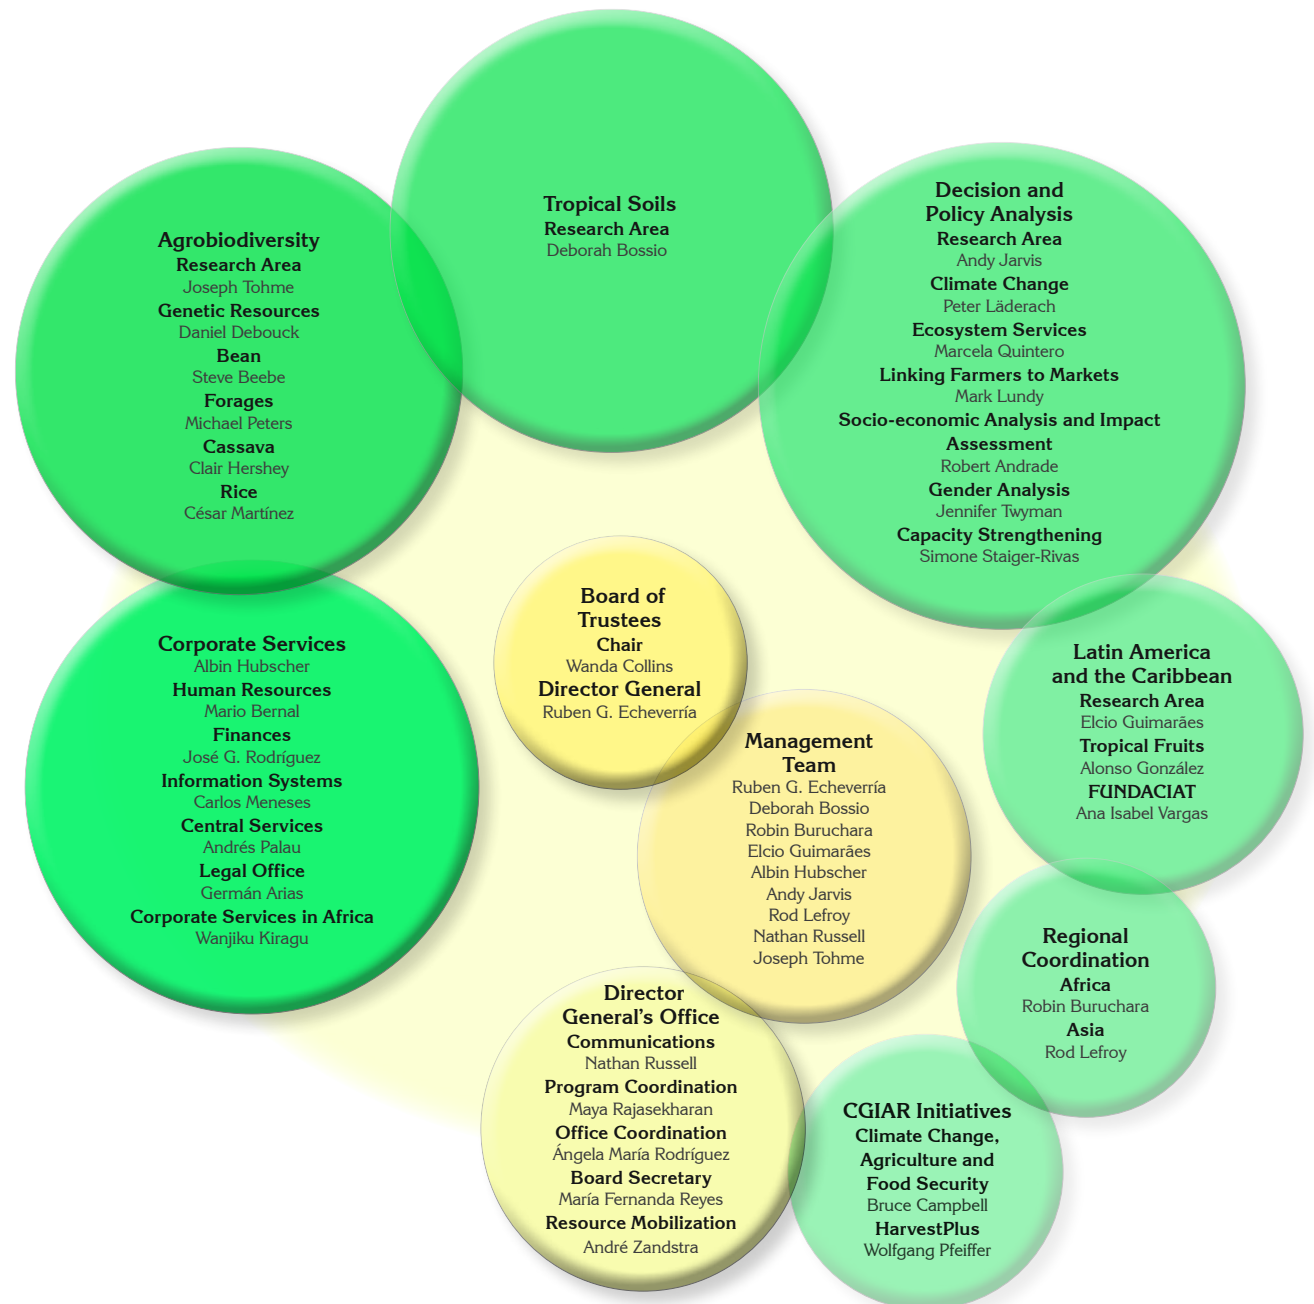 Tropical Soils
Research Area
Deborah Bossio
Agrobiodiversity
Research Area
Joseph Tohme
Genetic Resources
Daniel Debouck
Bean
Steve Beebe
Forages
Michael Peters
Cassava
Clair Hershey
Rice
César Martínez
Decision and
Policy Analysis
Research Area
Andy Jarvis
Climate Change
Peter Läderach
Ecosystem Services
Marcela Quintero
Linking Farmers to Markets
Mark Lundy
Socio-economic Analysis and Impact
Assessment
Robert Andrade
Gender Analysis
Jennifer Twyman
Capacity Strengthening
Simone Staiger-Rivas
Board of
Trustees
Chair
Wanda Collins
Director General
Ruben G. Echeverría
Corporate Services
Albin Hubscher
Human Resources
Mario Bernal
Finances
José G. Rodríguez
Information Systems
Carlos Meneses
Central Services
Andrés Palau
Legal Office
Germán Arias
Corporate Services in Africa
Wanjiku Kiragu
Management
Team
Ruben G. Echeverría
Deborah Bossio
Robin Buruchara
Elcio Guimarães
Albin Hubscher
Andy Jarvis
Rod Lefroy
Nathan Russell
Joseph Tohme
Latin America
and the Caribbean
Research Area
Elcio Guimarães
Tropical Fruits
Alonso González
FUNDACIAT
Ana Isabel Vargas
Regional
Coordination
Africa
Robin Buruchara
Asia
Rod Lefroy
Director
General's Office
Communications
Nathan Russell
Program Coordination
Maya Rajasekharan
Office Coordination
Ángela María Rodríguez
Board Secretary
María Fernanda Reyes
Resource Mobilization
André Zandstra
CGIAR Initiatives
Climate Change,
Agriculture and
Food Security
Bruce Campbell
HarvestPlus
Wolfgang Pfeiffer